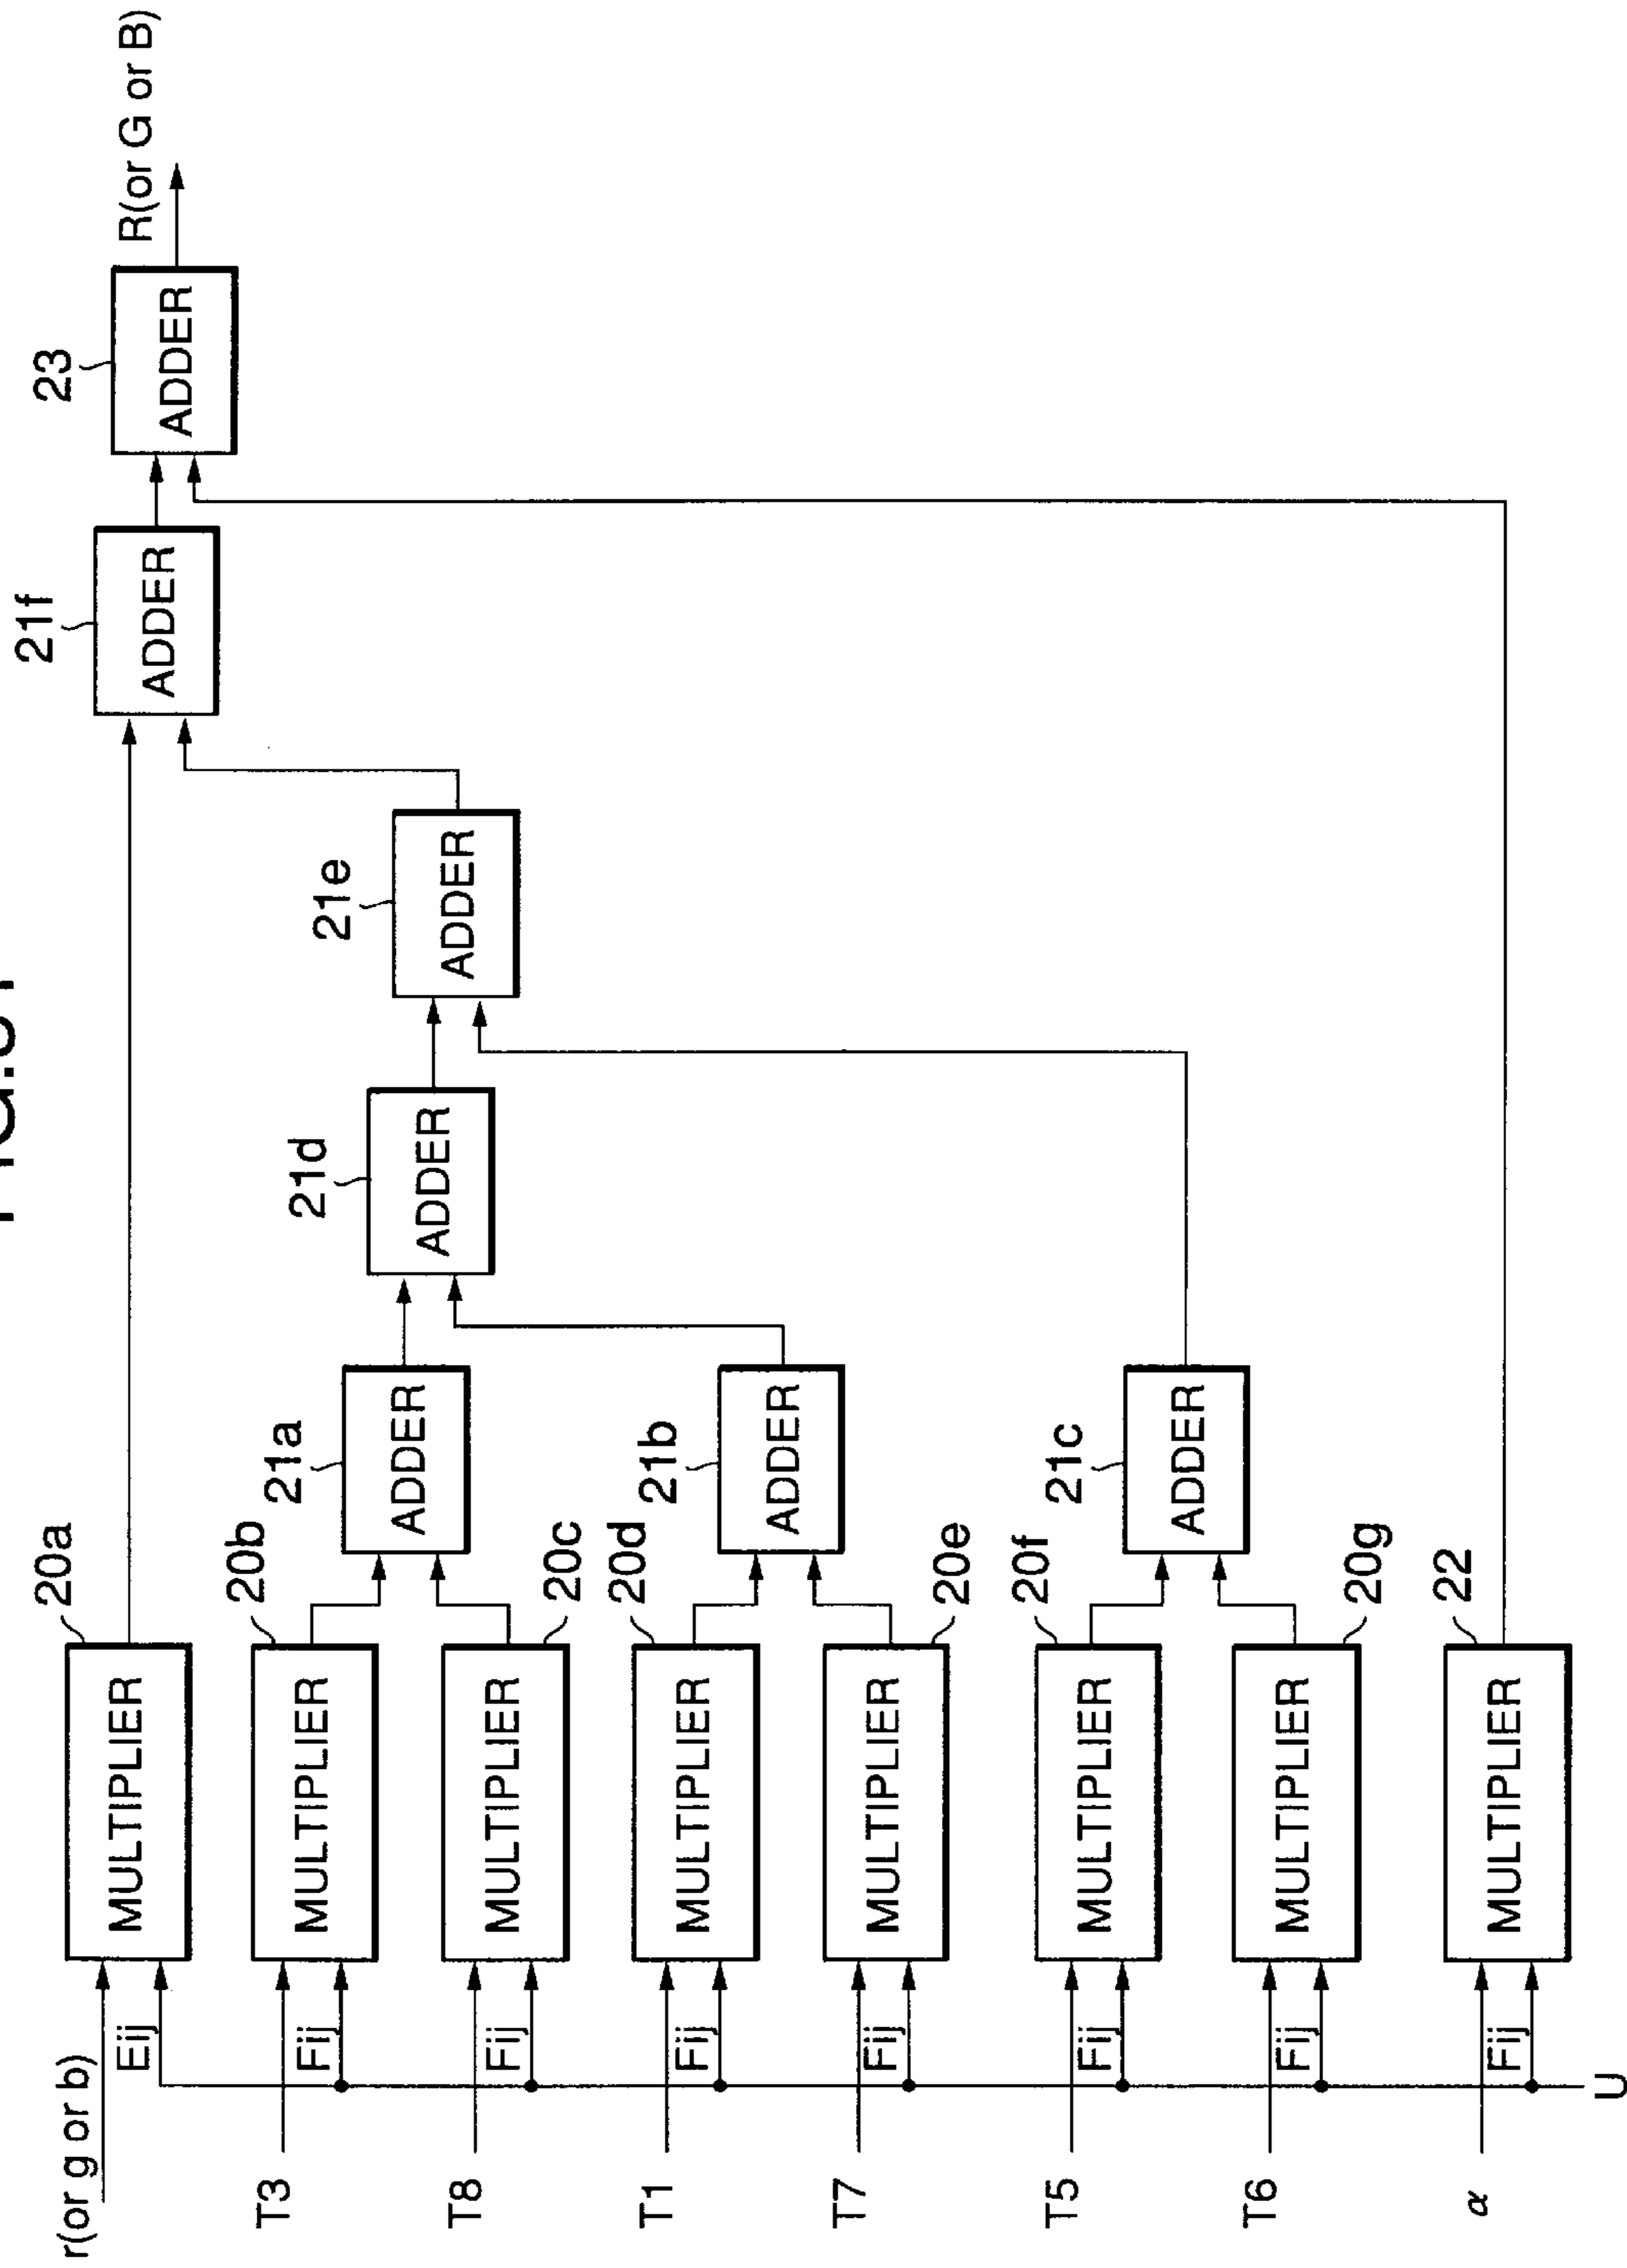 23
21f
R(or G or B)
ADDER
ADDER
21e
ADDER
21d
ADDER
21a
21b
21c
ADDER
ADDER
ADDER
20a
20b
20c
20d
20e
20f
20g
22
MULTIPLIER
MULTIPLIER
MULTIPLIER
MULTIPLIER
MULTIPLIER
MULTIPLIER
MULTIPLIER
MULTIPLIER
Eij
Fij
Fij
Fij
Fij
Fij
Fij
Fij
r(or g or b)
T3
T8
T1
T7
T5
T6
α
U